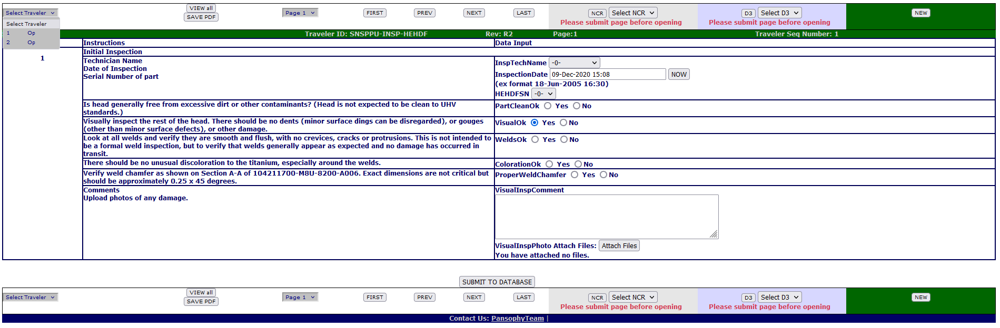 Select Traveler
VIEW all
SAVE PDF
Page 1
FIRST
PREV
NEXT
LAST
NCR Select NCR
Please submit page before opening
D3 Select D3
Please submit page before opening
NEW
Select Traveler
1 Op
2 Op
Traveler ID: SNSPPU-INSP-HEHDF Rev: R2 Page:1 Traveler Seq Number: 1
Instructions
Data Input
Initial Inspection
1
Technician Name
Date of Inspection
Serial Number of part
InspTechName -0-
InspectionDate 09-Dec-2020 15:08 NOW
(ex format 18-Jun-2005 16:30)
HEHDFSN -0-
Is head generally free from excessive dirt or other contaminants? (Head is not expected to be clean to UHV
standards.)
PartCleanOk Yes No
Visually inspect the rest of the head. There should be no dents (minor surface dings can be disregarded), or gouges
(other than minor surface defects), or other damage.
VisualOk Yes No
Look at all welds and verify they are smooth and flush, with no crevices, cracks or protrusions. This is not intended to
be a formal weld inspection, but to verify that welds generally appear as expected and no damage has occurred in
transit.
WeldsOk Yes No
There should be no unusual discoloration to the titanium, especially around the welds.
ColorationOk Yes No
Verify weld chamfer as shown on Section A-A of 104211700-M8U-8200-A006. Exact dimensions are not critical but
should be approximately 0.25 x 45 degrees.
ProperWeldChamfer Yes No
Comments
Upload photos of any damage.
VisualInspComment
VisualInspPhoto Attach Files: Attach Files
You have attached no files.
SUBMIT TO DATABASE
Select Traveler
VIEW all
SAVE PDF
Page 1
FIRST
PREV
NEXT
LAST
NCR Select NCR
Please submit page before opening
D3 Select D3
Please submit page before opening
NEW
Contact Us: PansophyTeam |